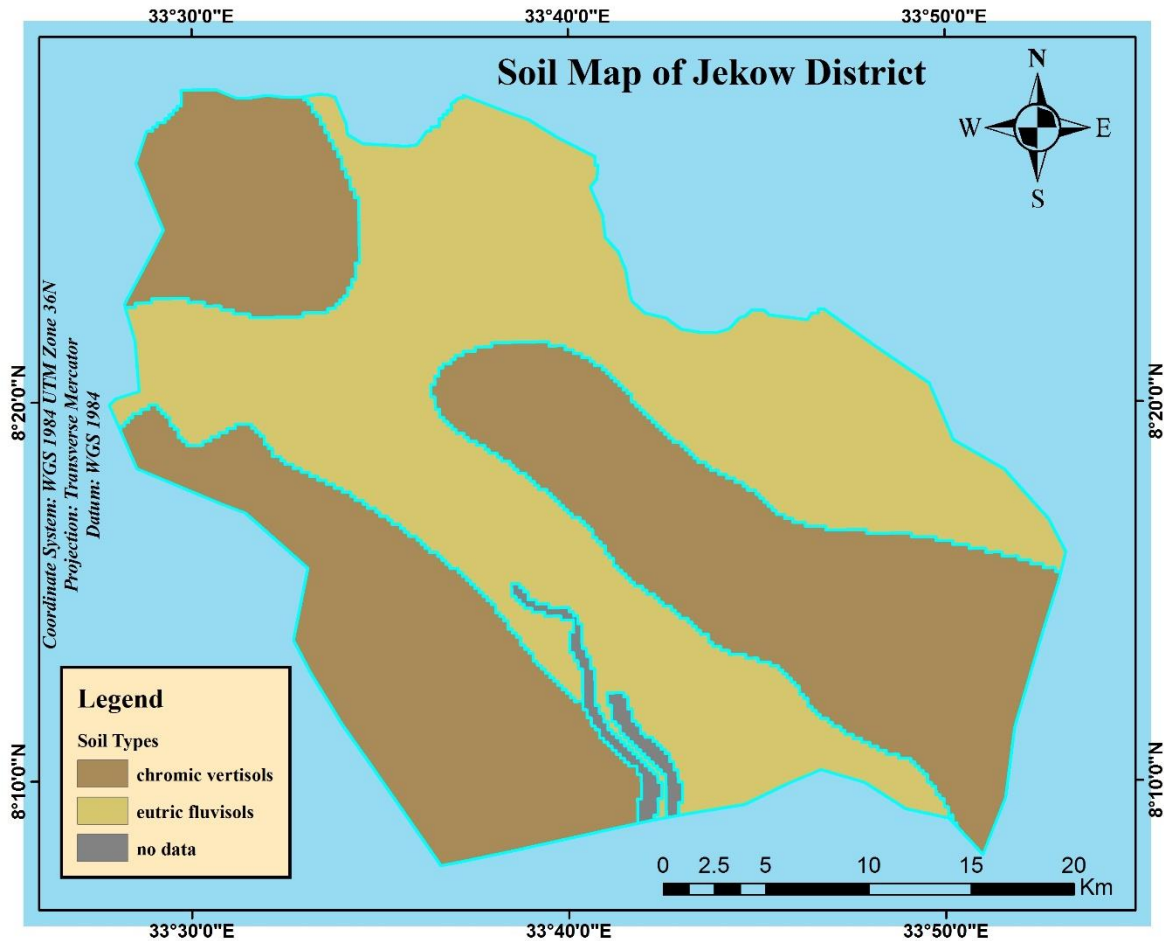 33°30'0"E
33°40'0"E
33°50'0"E
Soil Map of Jekow District
N
W
E
S
8°20'0"N
8°20'0"N
Coordinate System: WGS 1984 UTM Zone 36N
Projection: Transverse Mercator
Datum: WGS 1984
Legend
Soil Types
chromic vertisols
eutric fluvisols
no data
8°10'0"N
8°10'0"N
0 2.5 5 10 15 20
Km
33°30'0"E
33°40'0"E
33°50'0"E